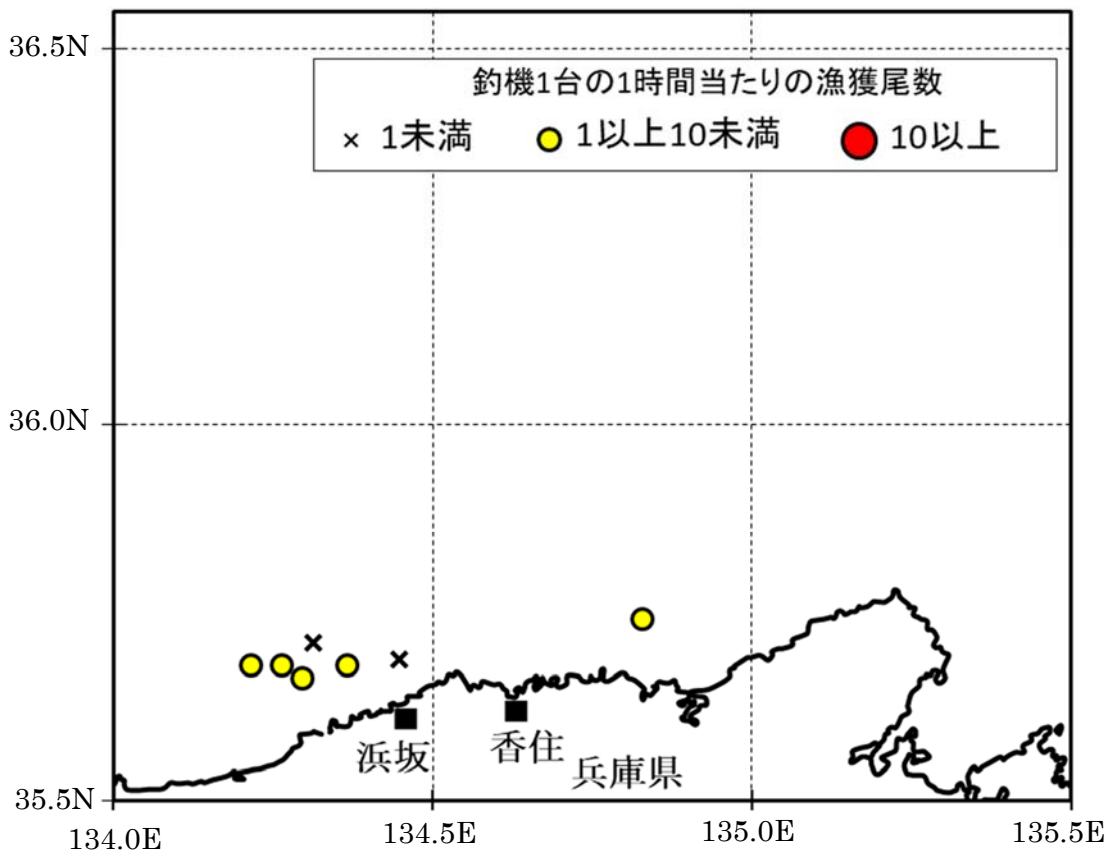 36.5N
釣機1台の1時間当たりの漁獲尾数
× 1未満 1以上10未満 10以上
36.0N
浜坂
香住
兵庫県
35.5N
134.0E 134.5E 135.0E 135.5E